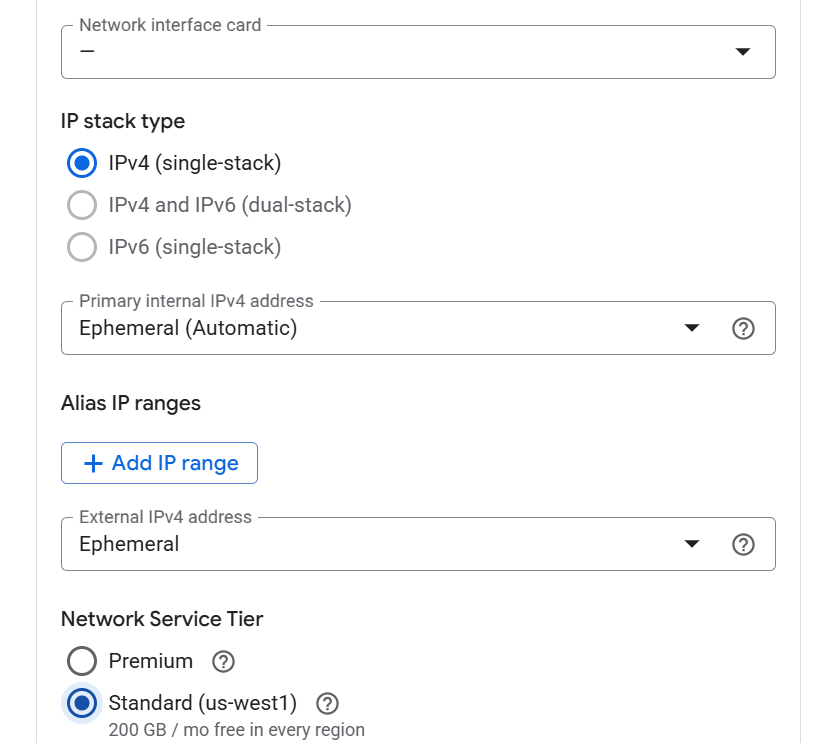 Network interface card
—
IP stack type
IPv4 (single-stack)
IPv4 and IPv6 (dual-stack)
IPv6 (single-stack)
Primary internal IPv4 address
Ephemeral (Automatic)
Alias IP ranges
+ Add IP range
External IPv4 address
Ephemeral
Network Service Tier
Premium
Standard (us-west1)
200 GB / mo free in every region